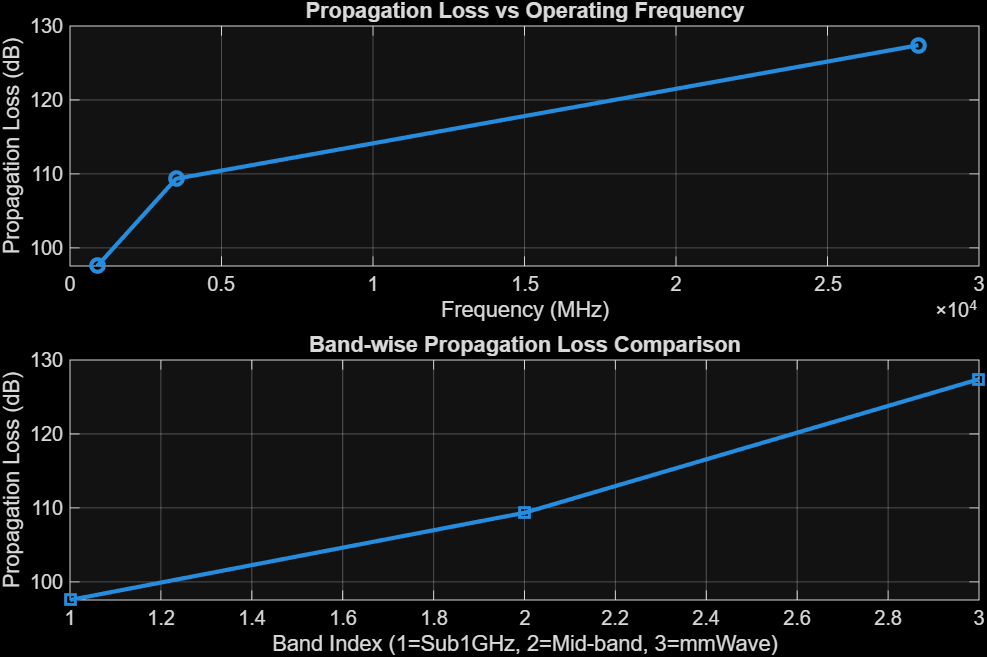 Propagation Loss vs Operating Frequency
130
120
110
100
Propagation Loss (dB)
0 0.5 1 1.5 2 2.5 3
Frequency (MHz)
×10⁴
Band-wise Propagation Loss Comparison
130
120
110
100
Propagation Loss (dB)
1 1.2 1.4 1.6 1.8 2 2.2 2.4 2.6 2.8 3
Band Index (1=Sub1GHz, 2=Mid-band, 3=mmWave)